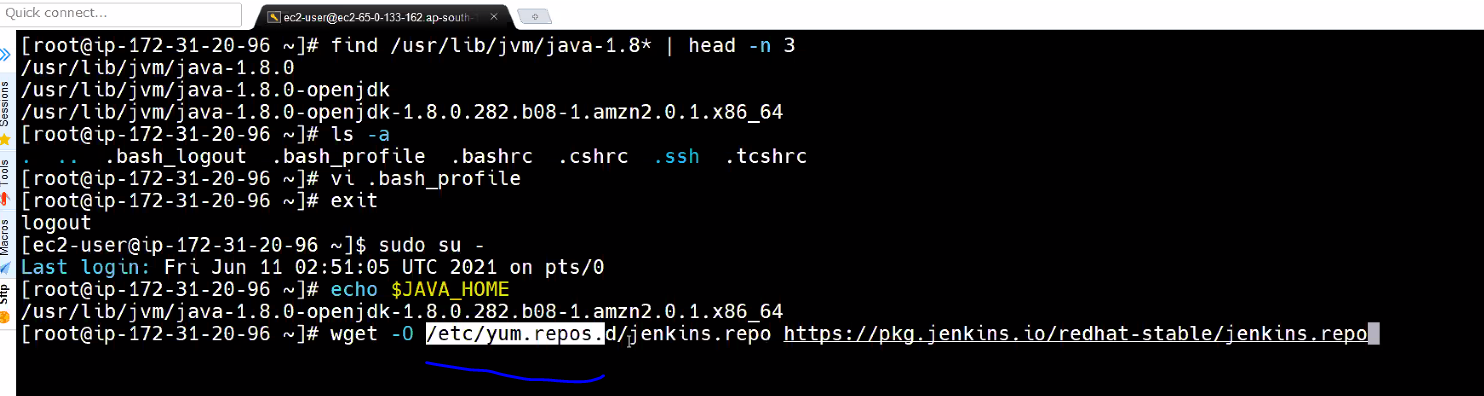 Quick connect...
ec2-user@ec2-65-0-133-162.ap-south-
[root@ip-172-31-20-96 ~]# find /usr/lib/jvm/java-1.8* | head -n 3
/usr/lib/jvm/java-1.8.0
/usr/lib/jvm/java-1.8.0-openjdk
/usr/lib/jvm/java-1.8.0-openjdk-1.8.0.282.b08-1.amzn2.0.1.x86_64
[root@ip-172-31-20-96 ~]# ls -a
.  ..  .bash_logout  .bash_profile  .bashrc  .cshrc  .ssh  .tcshrc
[root@ip-172-31-20-96 ~]# vi .bash_profile
[root@ip-172-31-20-96 ~]# exit
logout
[ec2-user@ip-172-31-20-96 ~]$ sudo su -
Last login: Fri Jun 11 02:51:05 UTC 2021 on pts/0
[root@ip-172-31-20-96 ~]# echo $JAVA_HOME
/usr/lib/jvm/java-1.8.0-openjdk-1.8.0.282.b08-1.amzn2.0.1.x86_64
[root@ip-172-31-20-96 ~]# wget -O /etc/yum.repos.d/jenkins.repo https://pkg.jenkins.io/redhat-stable/jenkins.repo
Sessions
Tools
Macros
Sftp